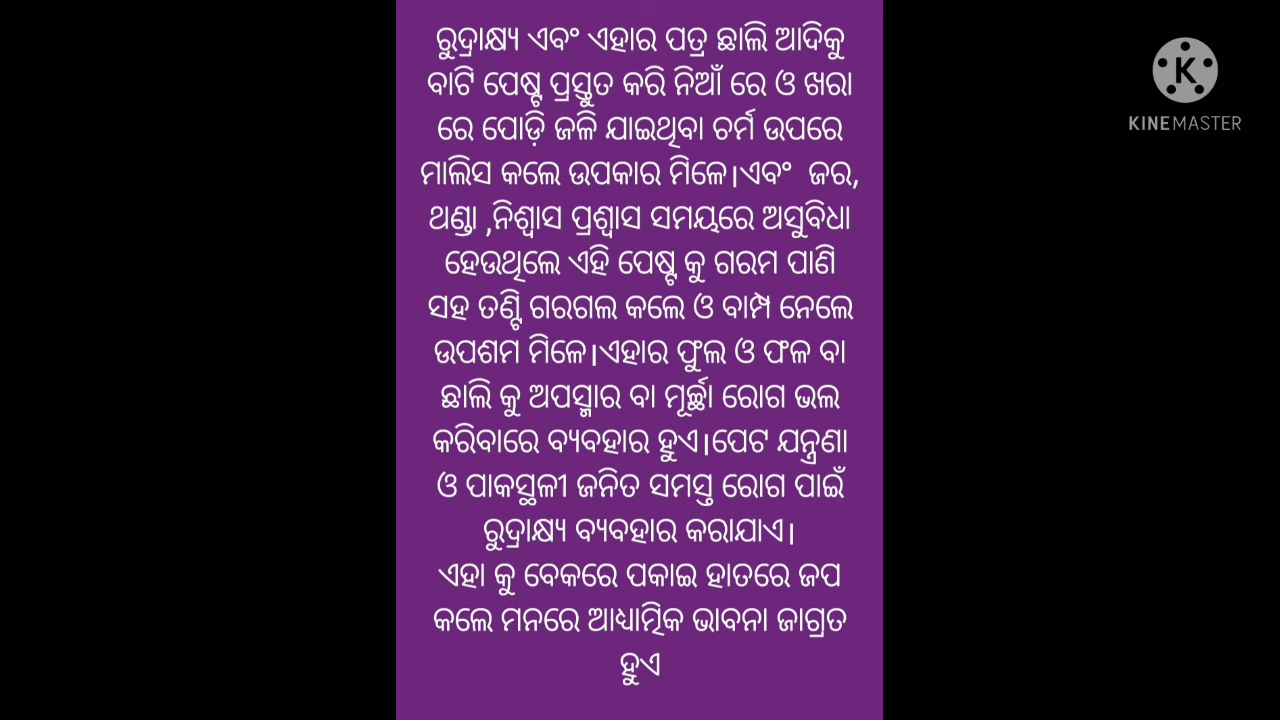 ରୁଦ୍ରାକ୍ଷ୍ୟ ଏବଂ ଏହାର ପତ୍ର ଛାଲି ଆଦିକୁ
ବାଟି ପେଷ୍ଟ ପ୍ରସ୍ତୁତ କରି ନିଆଁ ରେ ଓ ଖରା
ରେ ପୋଡ଼ି ଜଳି ଯାଇଥିବା ଚର୍ମ ଉପରେ
ମାଲିସ କଲେ ଉପକାର ମିଳେ।ଏବଂ ଜର,
ଥଣ୍ଡା ,ନିଶ୍ଵାସ ପ୍ରଶ୍ଵାସ ସମୟରେ ଅସୁବିଧା
ହେଉଥିଲେ ଏହି ପେଷ୍ଟ କୁ ଗରମ ପାଣି
ସହ ତଣ୍ଟି ଗରଗଲ କଲେ ଓ ବାମ୍ପ ନେଲେ
ଉପଶମ ମିଳେ।ଏହାର ଫୁଲ ଓ ଫଳ ବା
ଛାଲି କୁ ଅପସ୍ମାର ବା ମୂର୍ଚ୍ଛା ରୋଗ ଭଲ
କରିବାରେ ବ୍ୟବହାର ହୁଏ।ପେଟ ଯନ୍ତ୍ରଣା
ଓ ପାକସ୍ଥଳୀ ଜନିତ ସମସ୍ତ ରୋଗ ପାଇଁ
ରୁଦ୍ରାକ୍ଷ୍ୟ ବ୍ୟବହାର କରାଯାଏ।
ଏହା କୁ ବେକରେ ପକାଇ ହାତରେ ଜପ
କଲେ ମନରେ ଆଧ୍ୟାତ୍ମିକ ଭାବନା ଜାଗ୍ରତ
ହୁଏ
K
KINEMASTER